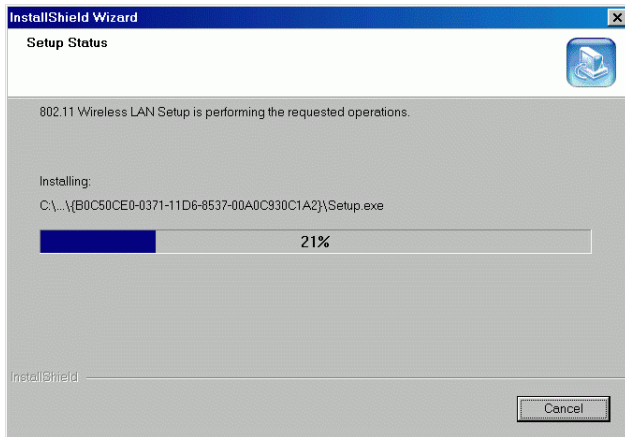 InstallShield Wizard
Setup Status
802.11 Wireless LAN Setup is performing the requested operations.
Installing:
C:\...\{B0C50CE0-0371-11D6-8537-00A0C930C1A2}\Setup.exe
21%
InstallShield
Cancel